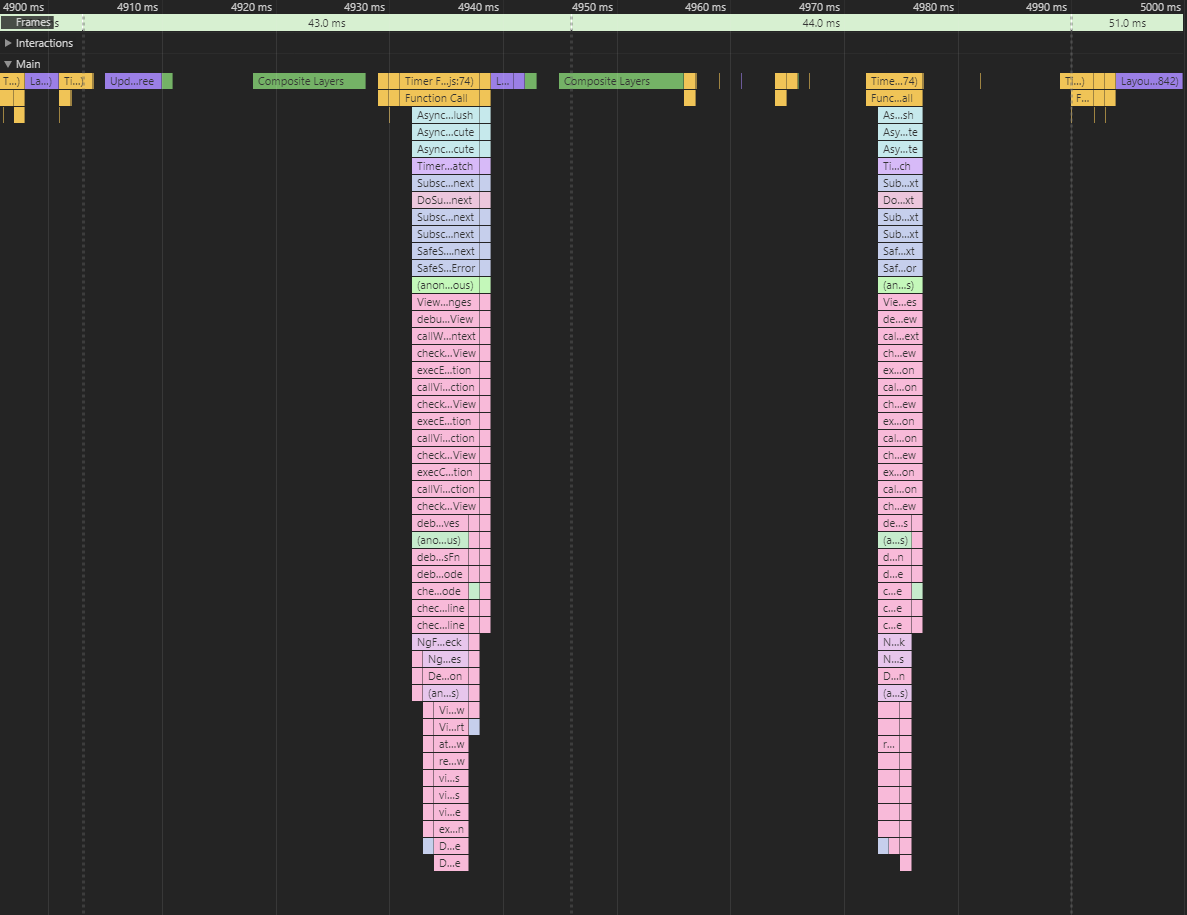 4900 ms 4910 ms 4920 ms 4930 ms 4940 ms 4950 ms 4960 ms 4970 ms 4980 ms 4990 ms 5000 ms
Frames s 43.0 ms 44.0 ms 51.0 ms
Interactions
Main
T...) La...) Ti...) Upd...ree Composite Layers Timer F...js:74) L... Composite Layers Time...74) Ti...) Layou...842)
Function Call Func...all F...
Async...lush As...sh
Async...cute Asy...te
Async...cute Asy...te
Timer...atch Ti...ch
Subsc...next Sub...xt
DoSu...next Do...xt
Subsc...next Sub...xt
Subsc...next Sub...xt
SafeS....next Saf...xt
SafeS...Error Saf...or
(anon...ous) (an...s)
View...nges Vie...es
debu...View de...ew
callW...ntext cal...ext
check...View ch...ew
execE...tion ex...on
callVi...ction cal...on
check...View ch...ew
execE...tion ex...on
callVi...ction cal...on
check...View ch...ew
execC...tion ex...on
callVi...ction cal...on
check...View ch...ew
deb...ves de...s
(ano...us) (a...s)
deb...sFn d...n
deb...ode d...e
che...ode c...e
chec...line c...e
chec...line c...e
NgF...eck N...k
Ng...es N...s
De...on D...n
(an...s) (a...s)
Vi...w
Vi...rt
at...w r...
re...w
vi...s
vi...s
vi...e
ex...n
D...e
D...e